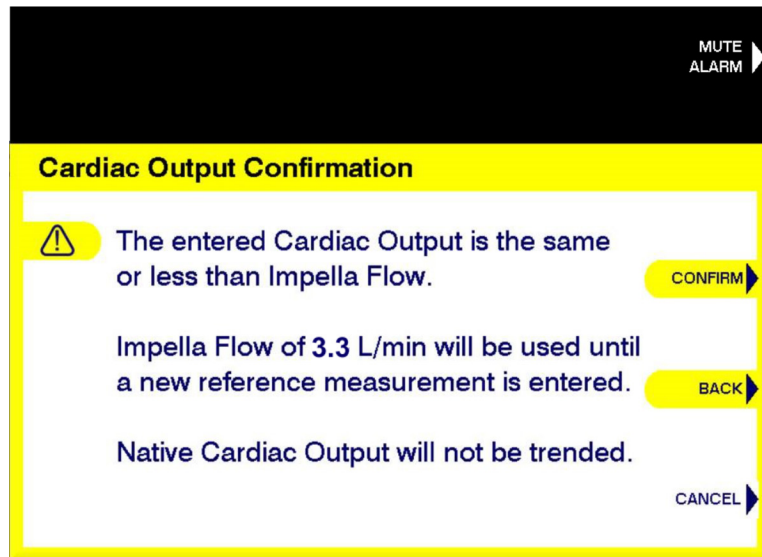 MUTE
ALARM
Cardiac Output Confirmation
The entered Cardiac Output is the same
or less than Impella Flow.
CONFIRM
Impella Flow of 3.3 L/min will be used until
a new reference measurement is entered.
BACK
Native Cardiac Output will not be trended.
CANCEL